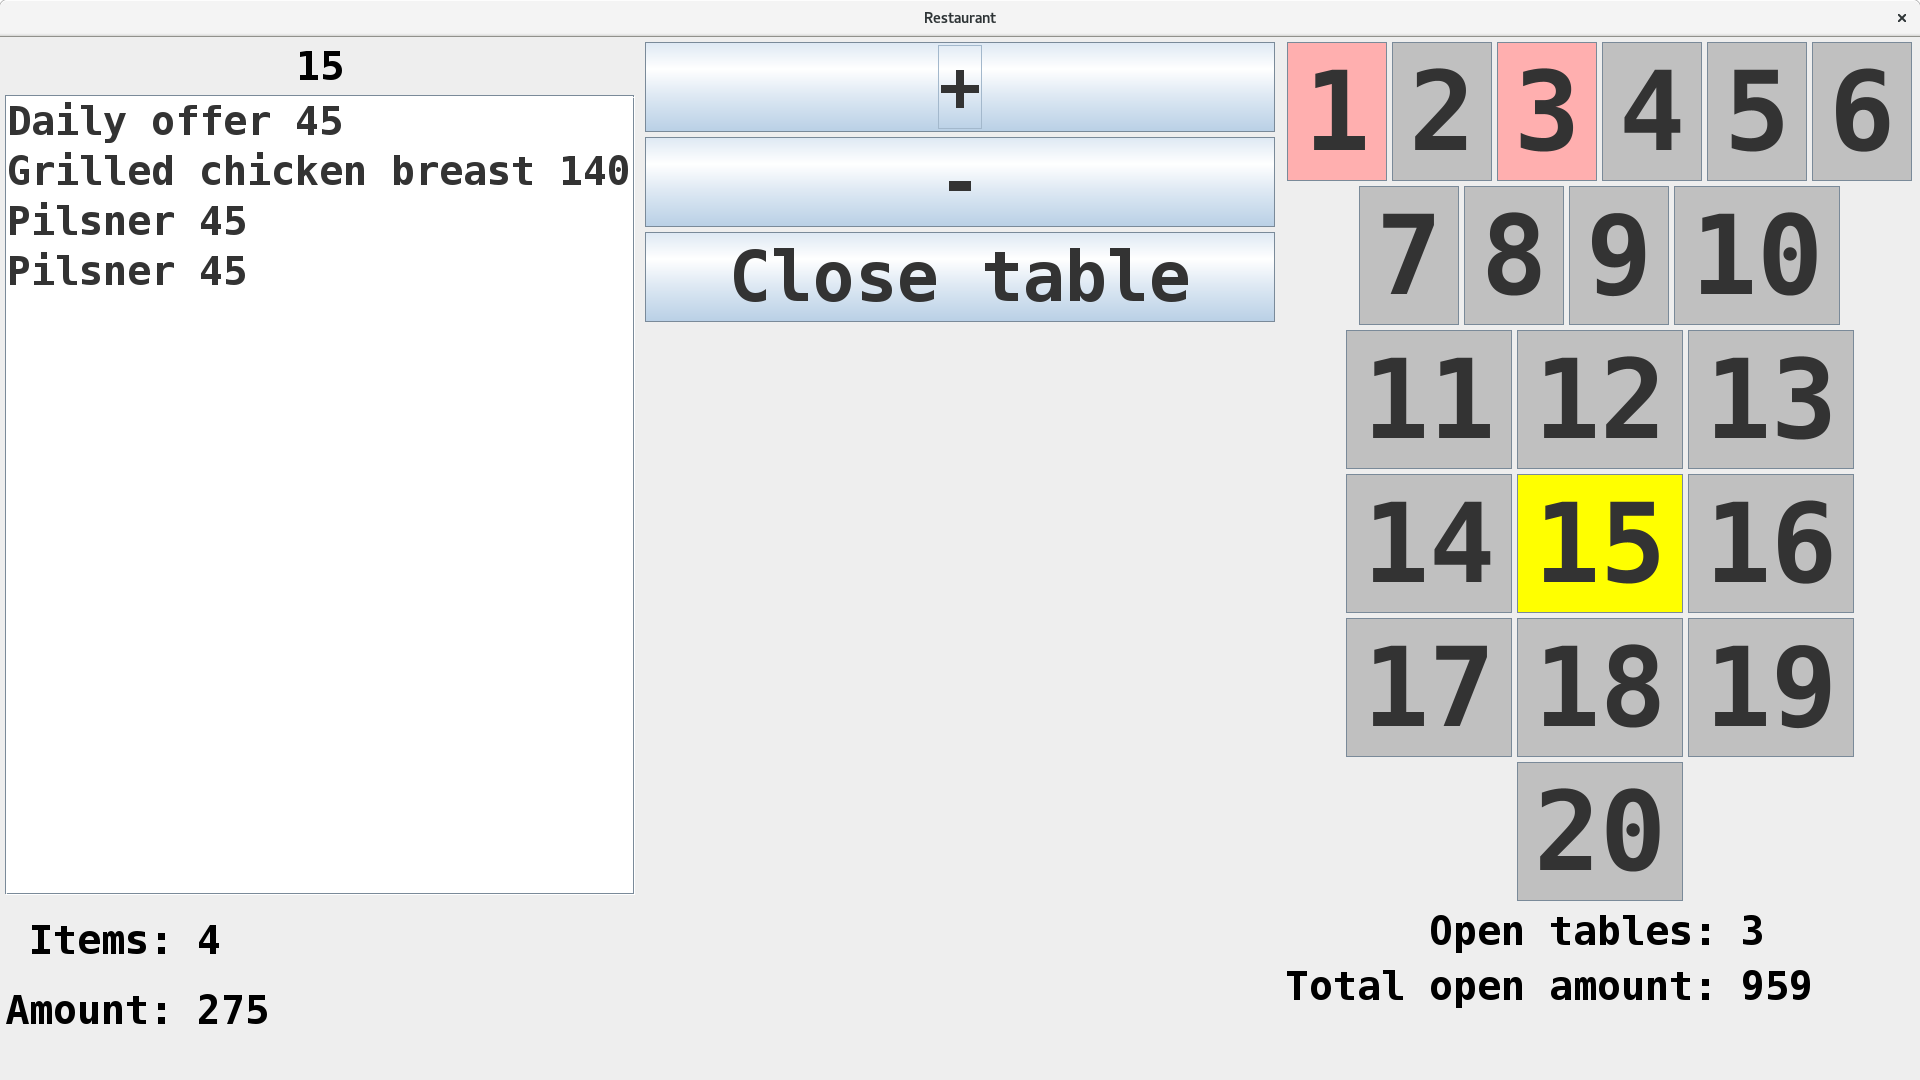 Restaurant
15
Daily offer 45
Grilled chicken breast 140
Pilsner 45
Pilsner 45
Items: 4
Amount: 275
+
-
Close table
1 2 3 4 5 6
7 8 9 10
11 12 13
14 15 16
17 18 19
20
Open tables: 3
Total open amount: 959